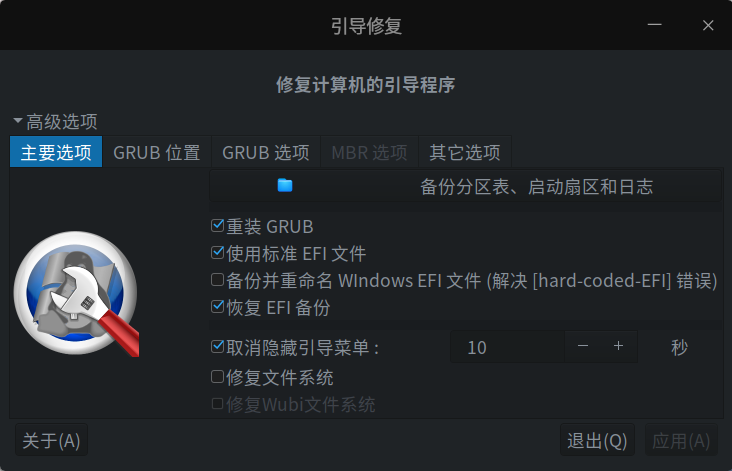 引导修复
修复计算机的引导程序
高级选项
主要选项 GRUB 位置 GRUB 选项 MBR 选项 其它选项
备份分区表、启动扇区和日志
重装 GRUB
使用标准 EFI 文件
备份并重命名 WIndows EFI 文件 (解决 [hard-coded-EFI] 错误)
恢复 EFI 备份
取消隐藏引导菜单 : 10 秒
修复文件系统
修复Wubi文件系统
关于(A) 退出(Q) 应用(A)